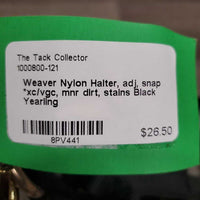 The Tack Collector
1000800-121
Weaver Nylon Halter, adj, snap
*xc/vgc, mnr dirt, stains Black
Yearling
8PV441
$26.50